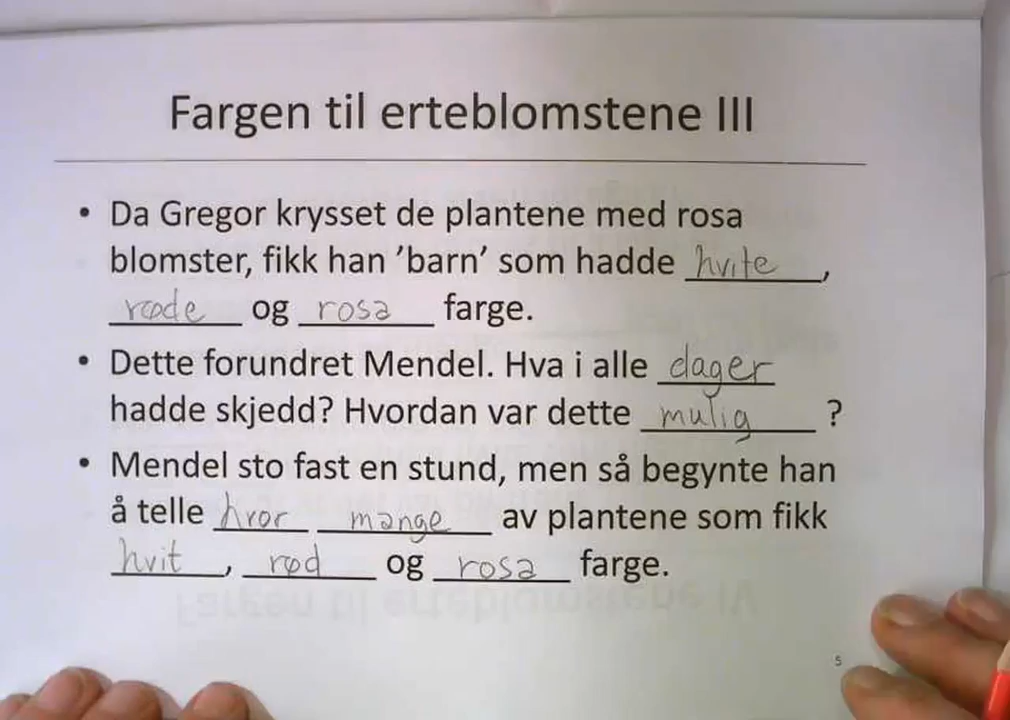 Fargen til erteblomstene III
• Da Gregor krysset de plantene med rosa
blomster, fikk han ’barn’ som hadde hvite,
røde og rosa farge.
• Dette forundret Mendel. Hva i alle dager
hadde skjedd? Hvordan var dette mulig ?
• Mendel sto fast en stund, men så begynte han
å telle hvor mange av plantene som fikk
hvit, rød og rosa farge.
5